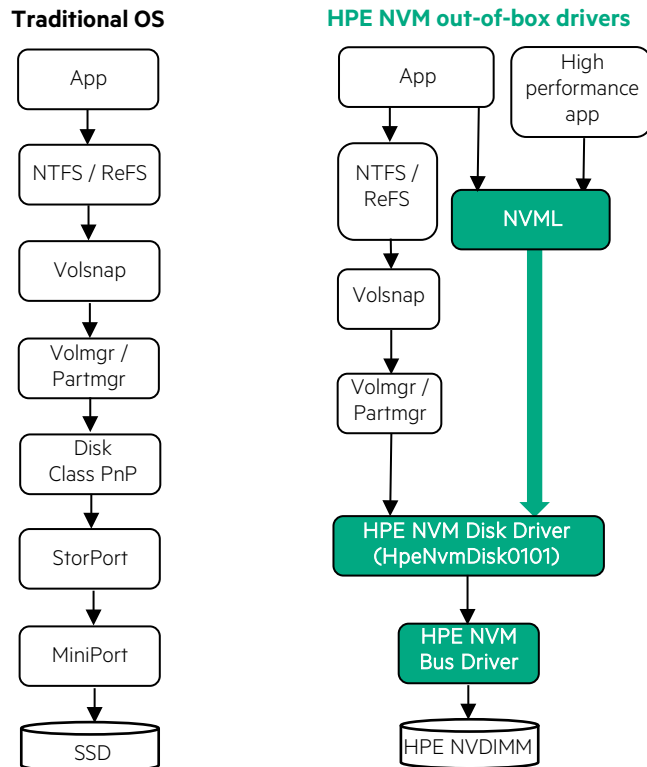 Traditional OS
App
NTFS / ReFS
Volsnap
Volmgr /
Partmgr
Disk
Class PnP
StorPort
MiniPort
SSD
HPE NVM out-of-box drivers
App
High
performance
app
NTFS /
ReFS
NVML
Volsnap
Volmgr /
Partmgr
HPE NVM Disk Driver
(HpeNvmDisk0101)
HPE NVM
Bus Driver
HPE NVDIMM